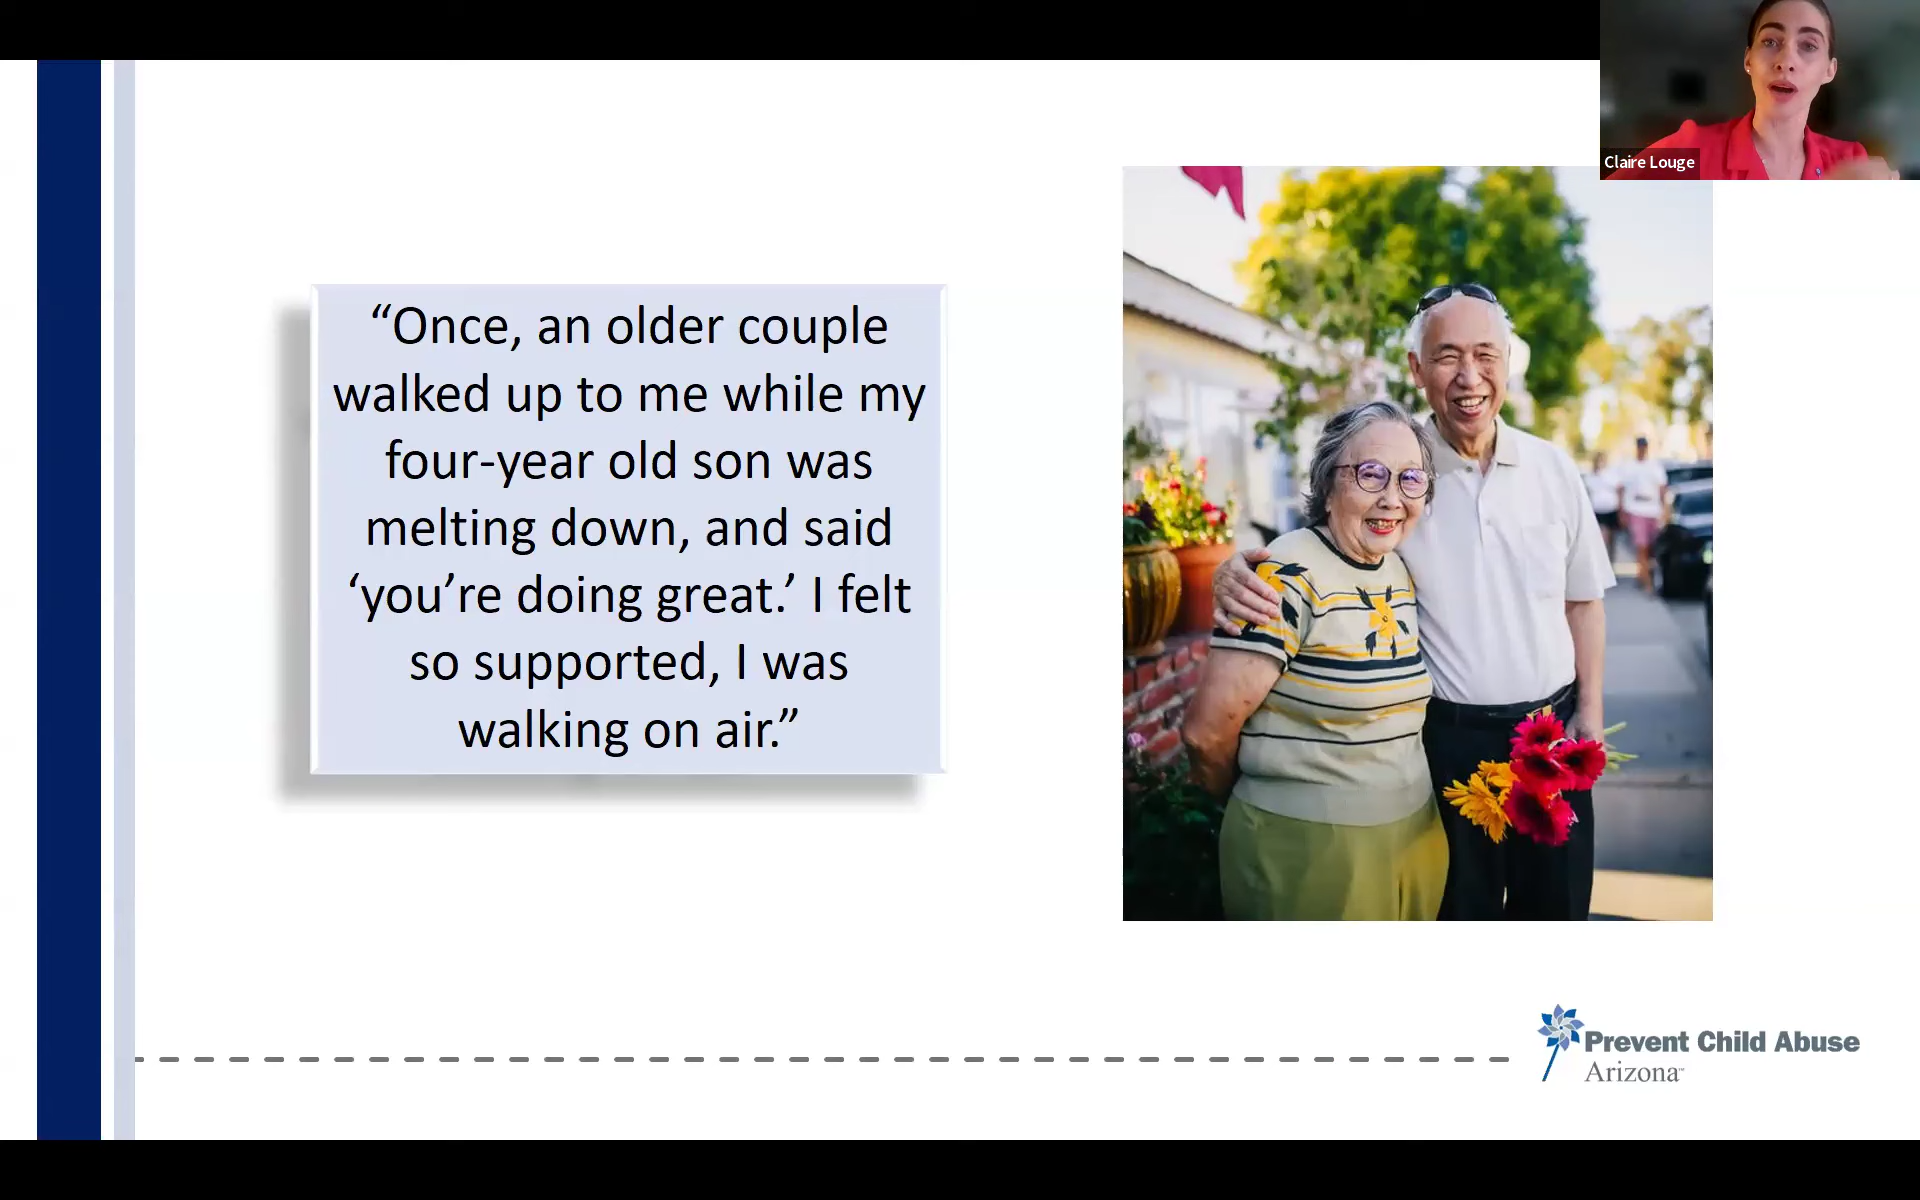 Claire Louge
“Once, an older couple
walked up to me while my
four-year old son was
melting down, and said
‘you’re doing great.’ I felt
so supported, I was
walking on air.”
Prevent Child Abuse
Arizona™